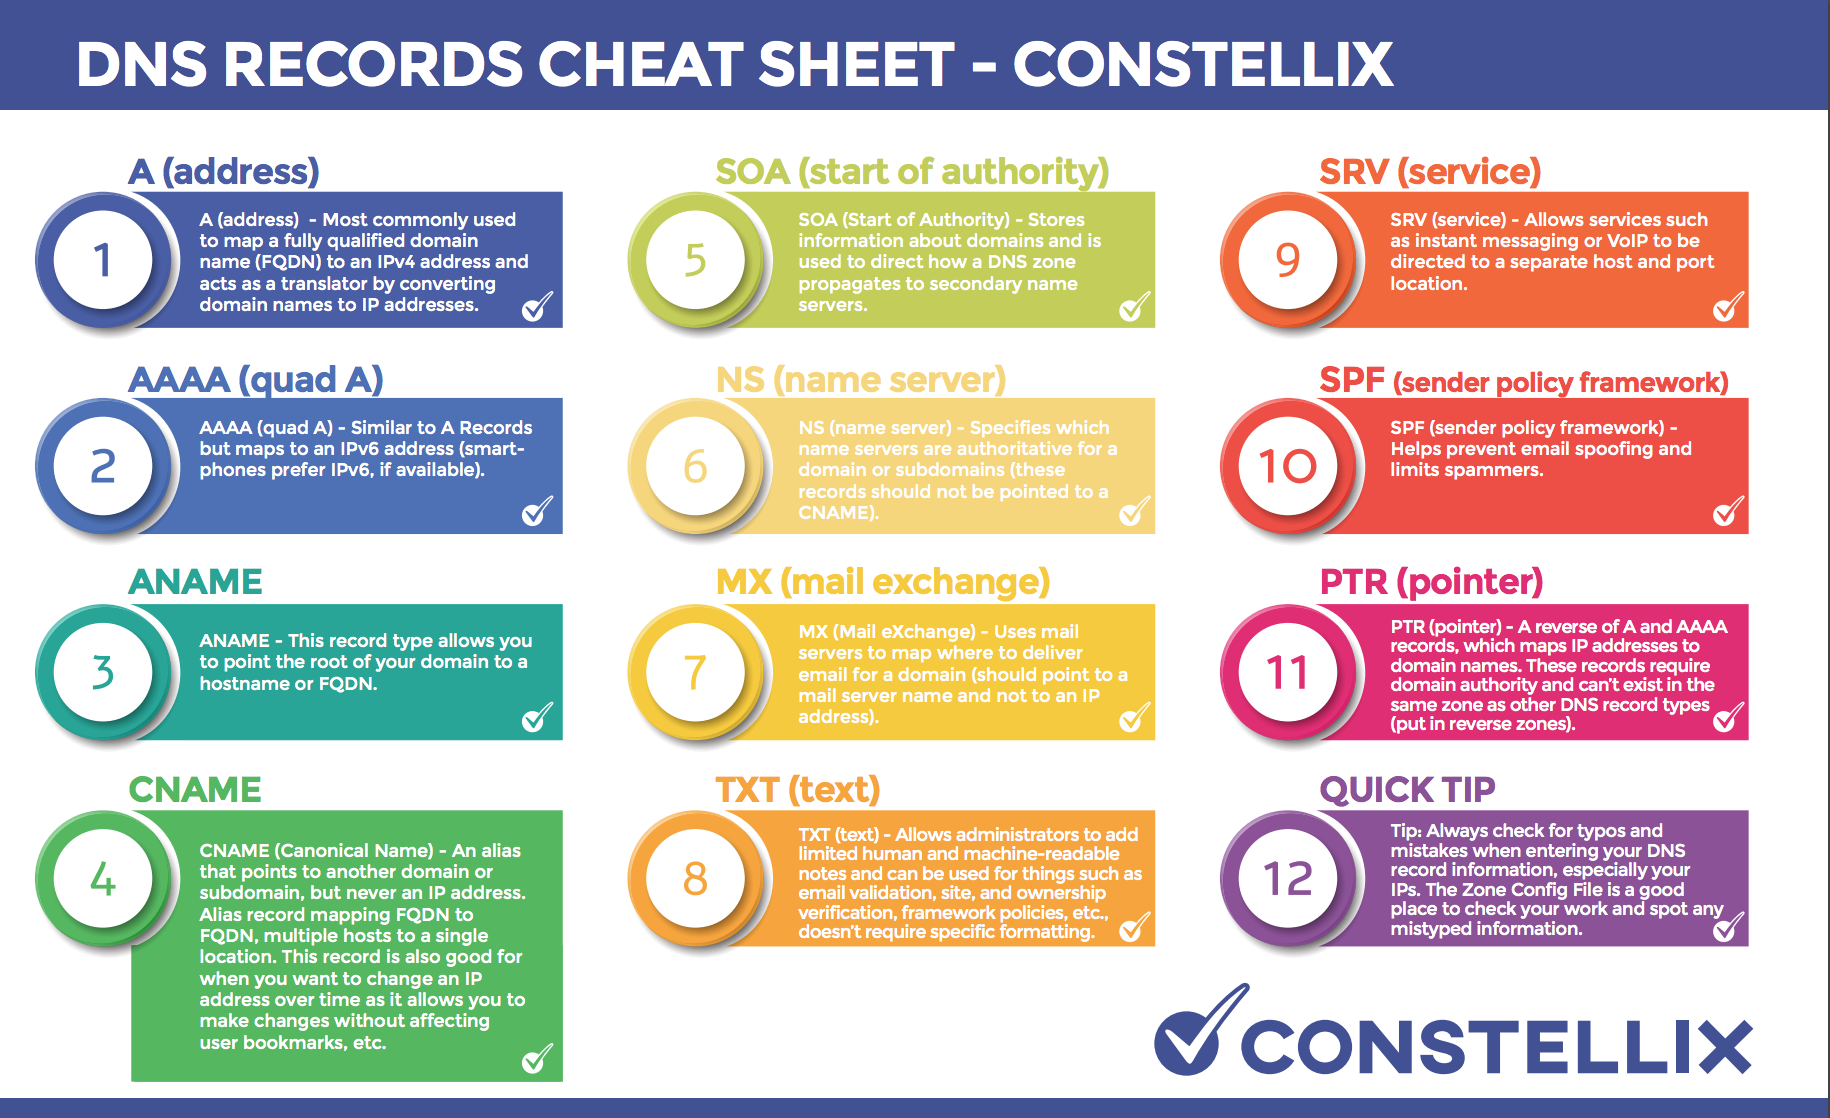 DNS RECORDS CHEAT SHEET - CONSTELLIX
A (address)
1
A (address) - Most commonly used
to map a fully qualified domain
name (FQDN) to an IPv4 address and
acts as a translator by converting
domain names to IP addresses.
AAAA (quad A)
2
AAAA (quad A) - Similar to A Records
but maps to an IPv6 address (smart-
phones prefer IPv6, if available).
ANAME
3
ANAME - This record type allows you
to point the root of your domain to a
hostname or FQDN.
CNAME
4
CNAME (Canonical Name) - An alias
that points to another domain or
subdomain, but never an IP address.
Alias record mapping FQDN to
FQDN, multiple hosts to a single
location. This record is also good for
when you want to change an IP
address over time as it allows you to
make changes without affecting
user bookmarks, etc.
SOA (start of authority)
5
SOA (Start of Authority) - Stores
information about domains and is
used to direct how a DNS zone
propagates to secondary name
servers.
NS (name server)
6
NS (name server) - Specifies which
name servers are authoritative for a
domain or subdomains (these
records should not be pointed to a
CNAME).
MX (mail exchange)
7
MX (Mail eXchange) - Uses mail
servers to map where to deliver
email for a domain (should point to a
mail server name and not to an IP
address).
TXT (text)
8
TXT (text) - Allows administrators to add
limited human and machine-readable
notes and can be used for things such as
email validation, site, and ownership
verification, framework policies, etc.,
doesn't require specific formatting.
SRV (service)
9
SRV (service) - Allows services such
as instant messaging or VoIP to be
directed to a separate host and port
location.
SPF (sender policy framework)
10
SPF (sender policy framework) -
Helps prevent email spoofing and
limits spammers.
PTR (pointer)
11
PTR (pointer) - A reverse of A and AAAA
records, which maps IP addresses to
domain names. These records require
domain authority and can't exist in the
same zone as other DNS record types
(put in reverse zones).
QUICK TIP
12
Tip: Always check for typos and
mistakes when entering your DNS
record information, especially your
IPs. The Zone Config File is a good
place to check your work and spot any
mistyped information.
CONSTELLIX